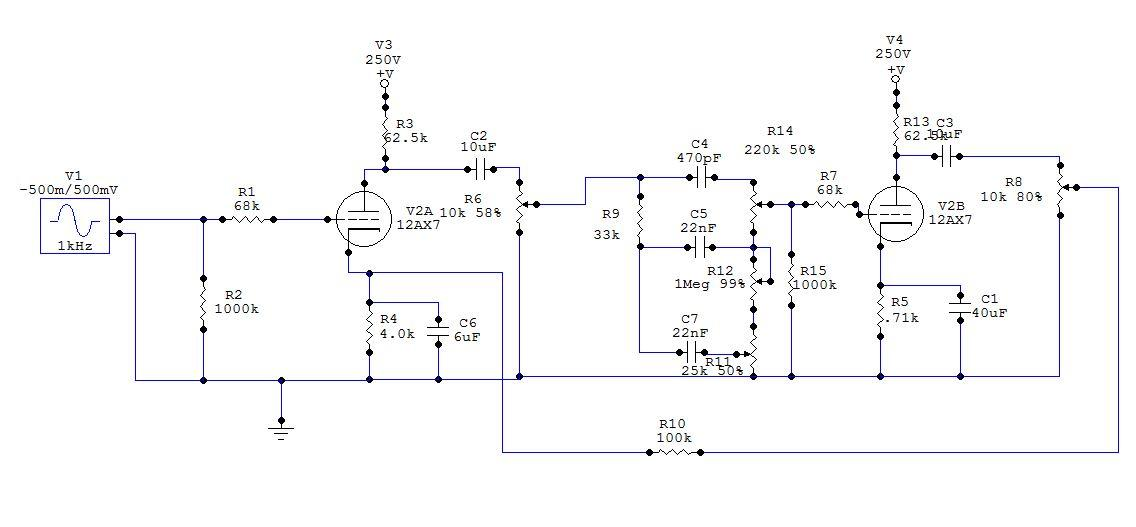 V3
250V
+V
V4
250V
+V
R3
62.5k
C2
10uF
R13
62.5k
C3
10uF
R14
220k 50%
C4
470pF
V1
-500m/500mV
1kHz
R1
68k
V2A
12AX7
R6
10k 58%
R9
33k
C5
22nF
R7
68k
V2B
12AX7
R8
10k 80%
R12
1Meg 99%
R15
1000k
R2
1000k
R4
4.0k
C6
6uF
C7
22nF
R11
25k 50%
R5
.71k
C1
40uF
R10
100k